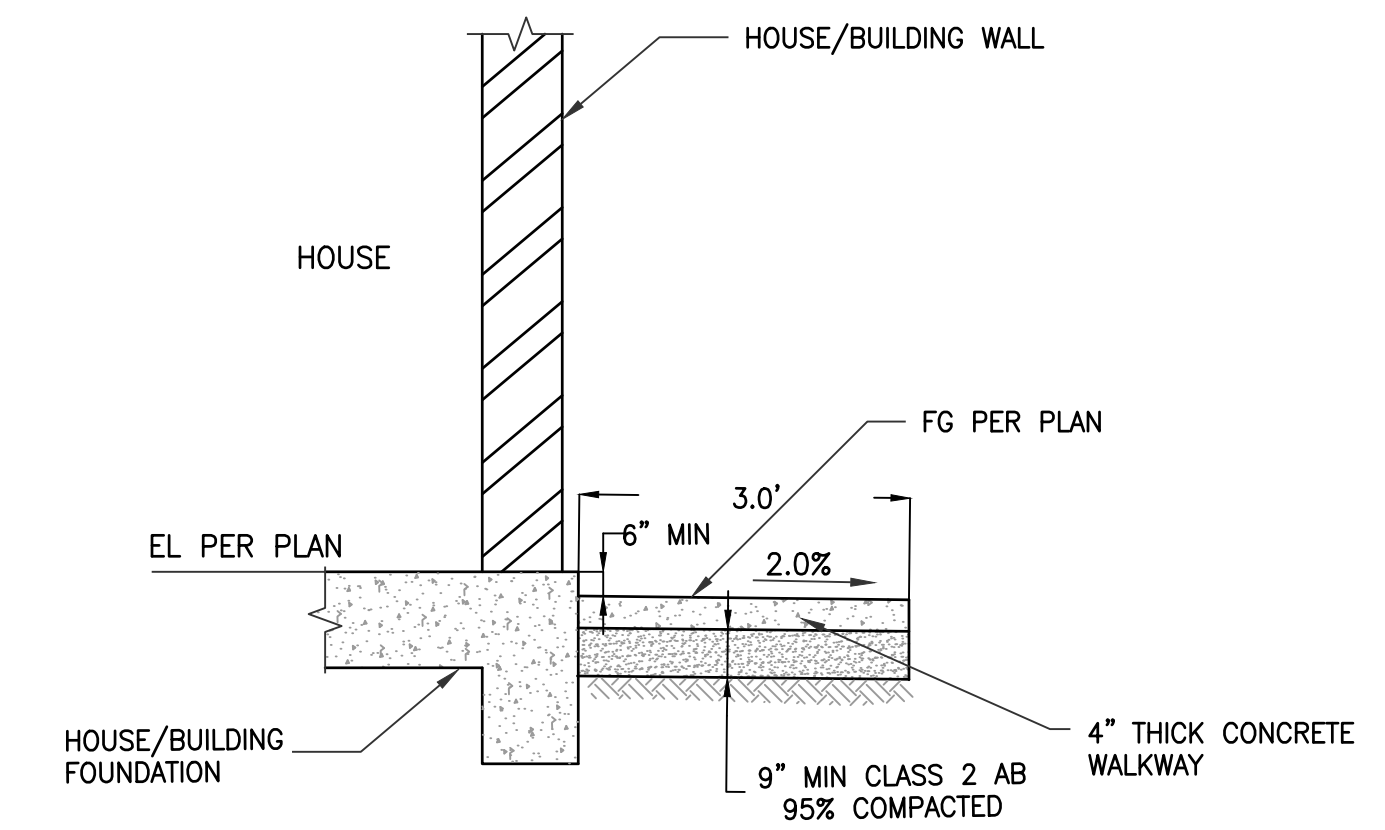 HOUSE/BUILDING WALL
HOUSE
FG PER PLAN
3.0'
6" MIN
EL PER PLAN
2.0%
HOUSE/BUILDING
FOUNDATION
4" THICK CONCRETE
WALKWAY
9" MIN CLASS 2 AB
95% COMPACTED